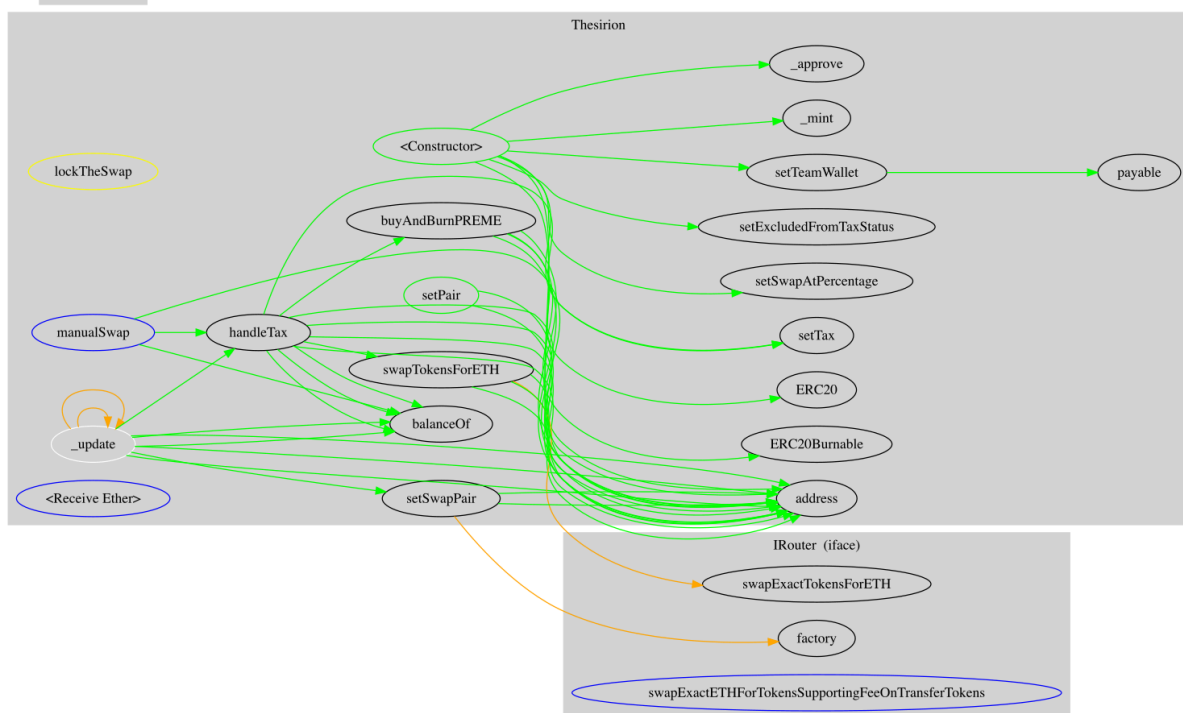 Thesirion
_approve
_mint
<Constructor>
lockTheSwap
setTeamWallet
payable
buyAndBurnPREME
setExcludedFromTaxStatus
setSwapAtPercentage
setPair
manualSwap
handleTax
setTax
swapTokensForETH
ERC20
balanceOf
_update
ERC20Burnable
<Receive Ether>
setSwapPair
address
IRouter (iface)
swapExactTokensForETH
factory
swapExactETHForTokensSupportingFeeOnTransferTokens